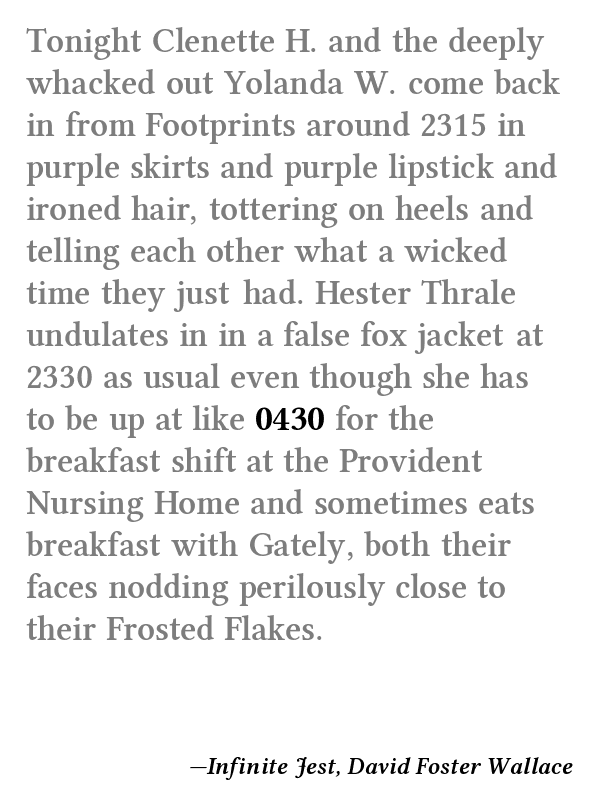 Tonight Clenette H. and the deeply
whacked out Yolanda W. come back
in from Footprints around 2315 in
purple skirts and purple lipstick and
ironed hair, tottering on heels and
telling each other what a wicked
time they just had. Hester Thrale
undulates in in a false fox jacket at
2330 as usual even though she has
to be up at like 0430 for the
breakfast shift at the Provident
Nursing Home and sometimes eats
breakfast with Gately, both their
faces nodding perilously close to
their Frosted Flakes.
—Infinite Jest, David Foster Wallace